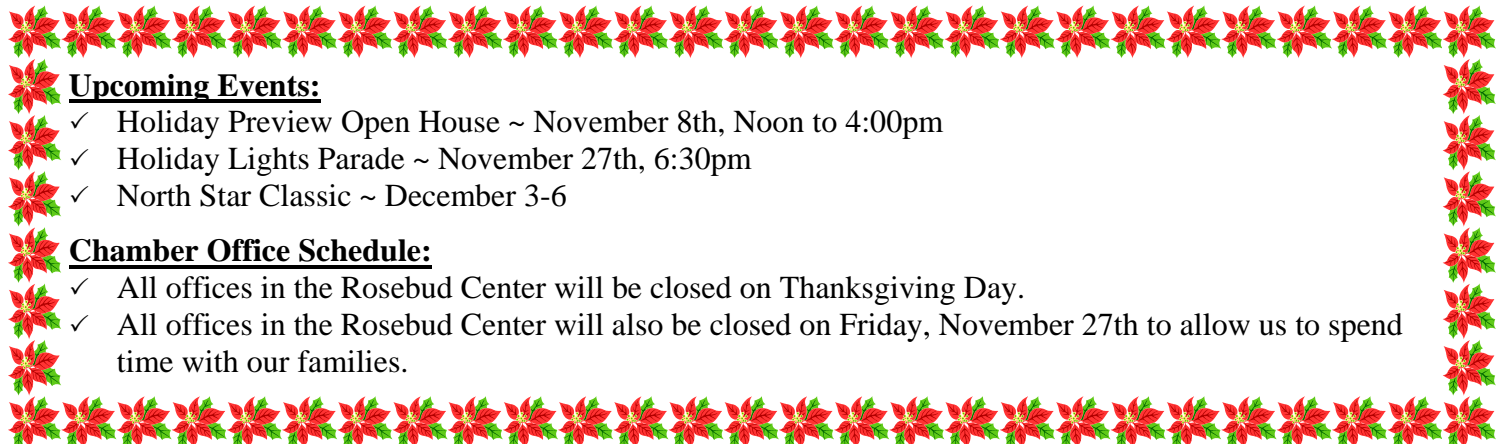 Upcoming Events:
✓ Holiday Preview Open House ~ November 8th, Noon to 4:00pm
✓ Holiday Lights Parade ~ November 27th, 6:30pm
✓ North Star Classic ~ December 3-6
Chamber Office Schedule:
✓ All offices in the Rosebud Center will be closed on Thanksgiving Day.
✓ All offices in the Rosebud Center will also be closed on Friday, November 27th to allow us to spend
time with our families.